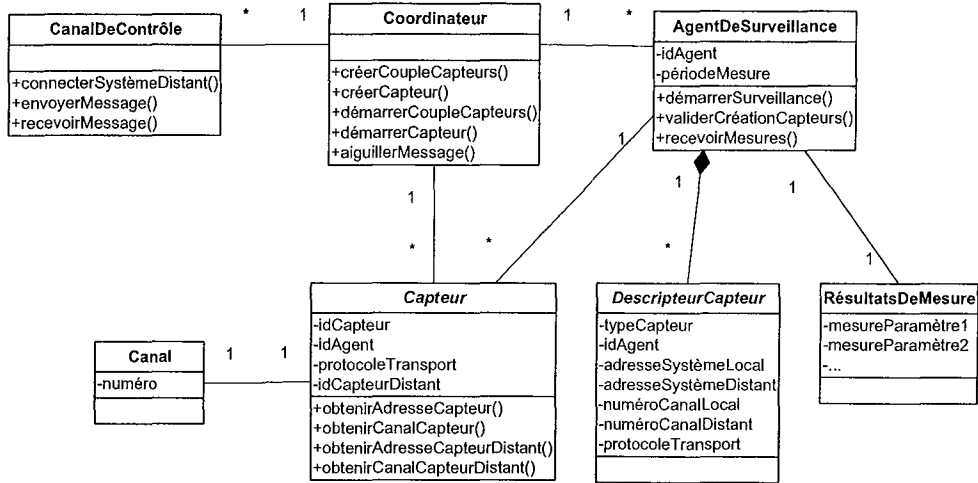 CanalDeContrôle
+connecterSystèmeDistant()
+envoyerMessage()
+recevoirMessage()
* 1
Coordinateur
+créerCoupleCapteurs()
+créerCapteur()
+démarrerCoupleCapteurs()
+démarrerCapteur()
+aiguillerMessage()
1 *
AgentDeSurveillance
-idAgent
-périodeMesure
+démarrerSurveillance()
+validerCréationCapteurs()
+recevoirMesures()
1
*
1
*
1
*
1
1
Canal
-numéro
1 1
Capteur
-idCapteur
-idAgent
-protocoleTransport
-idCapteurDistant
+obtenirAdresseCapteur()
+obtenirCanalCapteur()
+obtenirAdresseCapteurDistant()
+obtenirCanalCapteurDistant()
DescripteurCapteur
-typeCapteur
-idAgent
-adresseSystèmeLocal
-adresseSystèmeDistant
-numéroCanalLocal
-numéroCanalDistant
-protocoleTransport
RésultatsDeMesure
-mesureParamètre1
-mesureParamètre2
-...